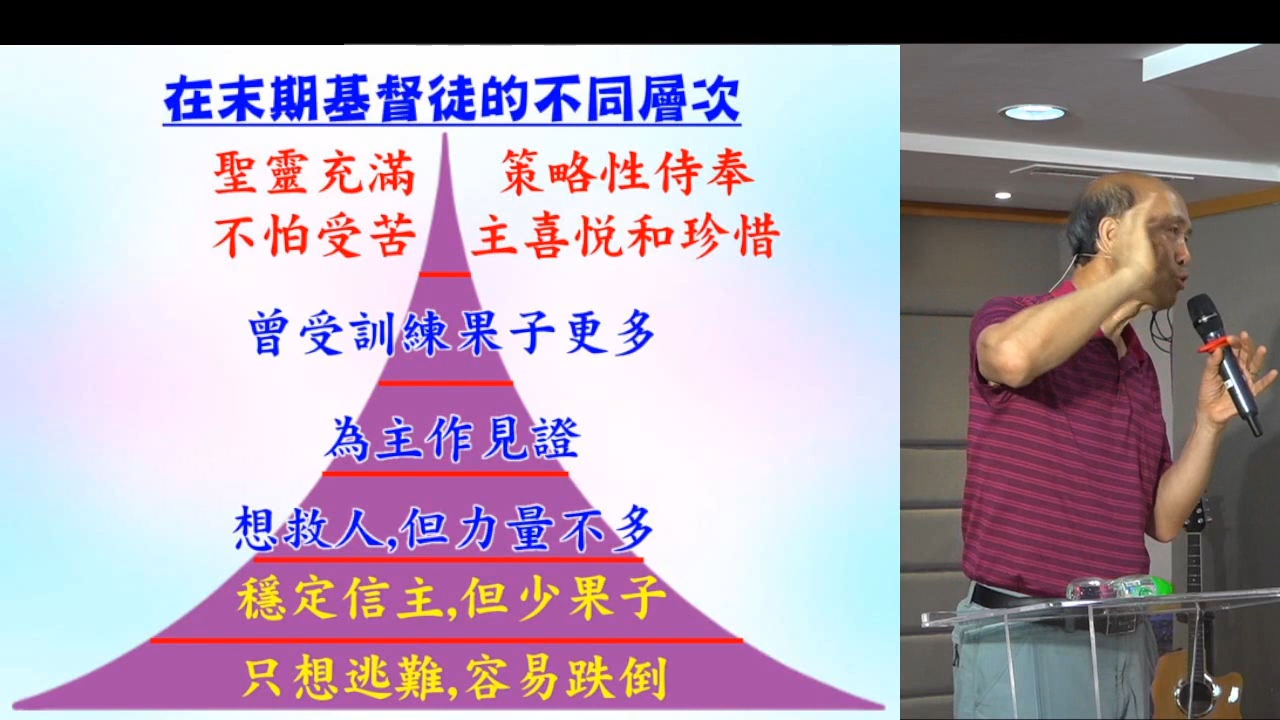 在末期基督徒的不同層次
聖靈充滿 策略性侍奉
不怕受苦 主喜悅和珍惜
曾受訓練果子更多
為主作見證
想救人,但力量不多
穩定信主,但少果子
只想逃難,容易跌倒